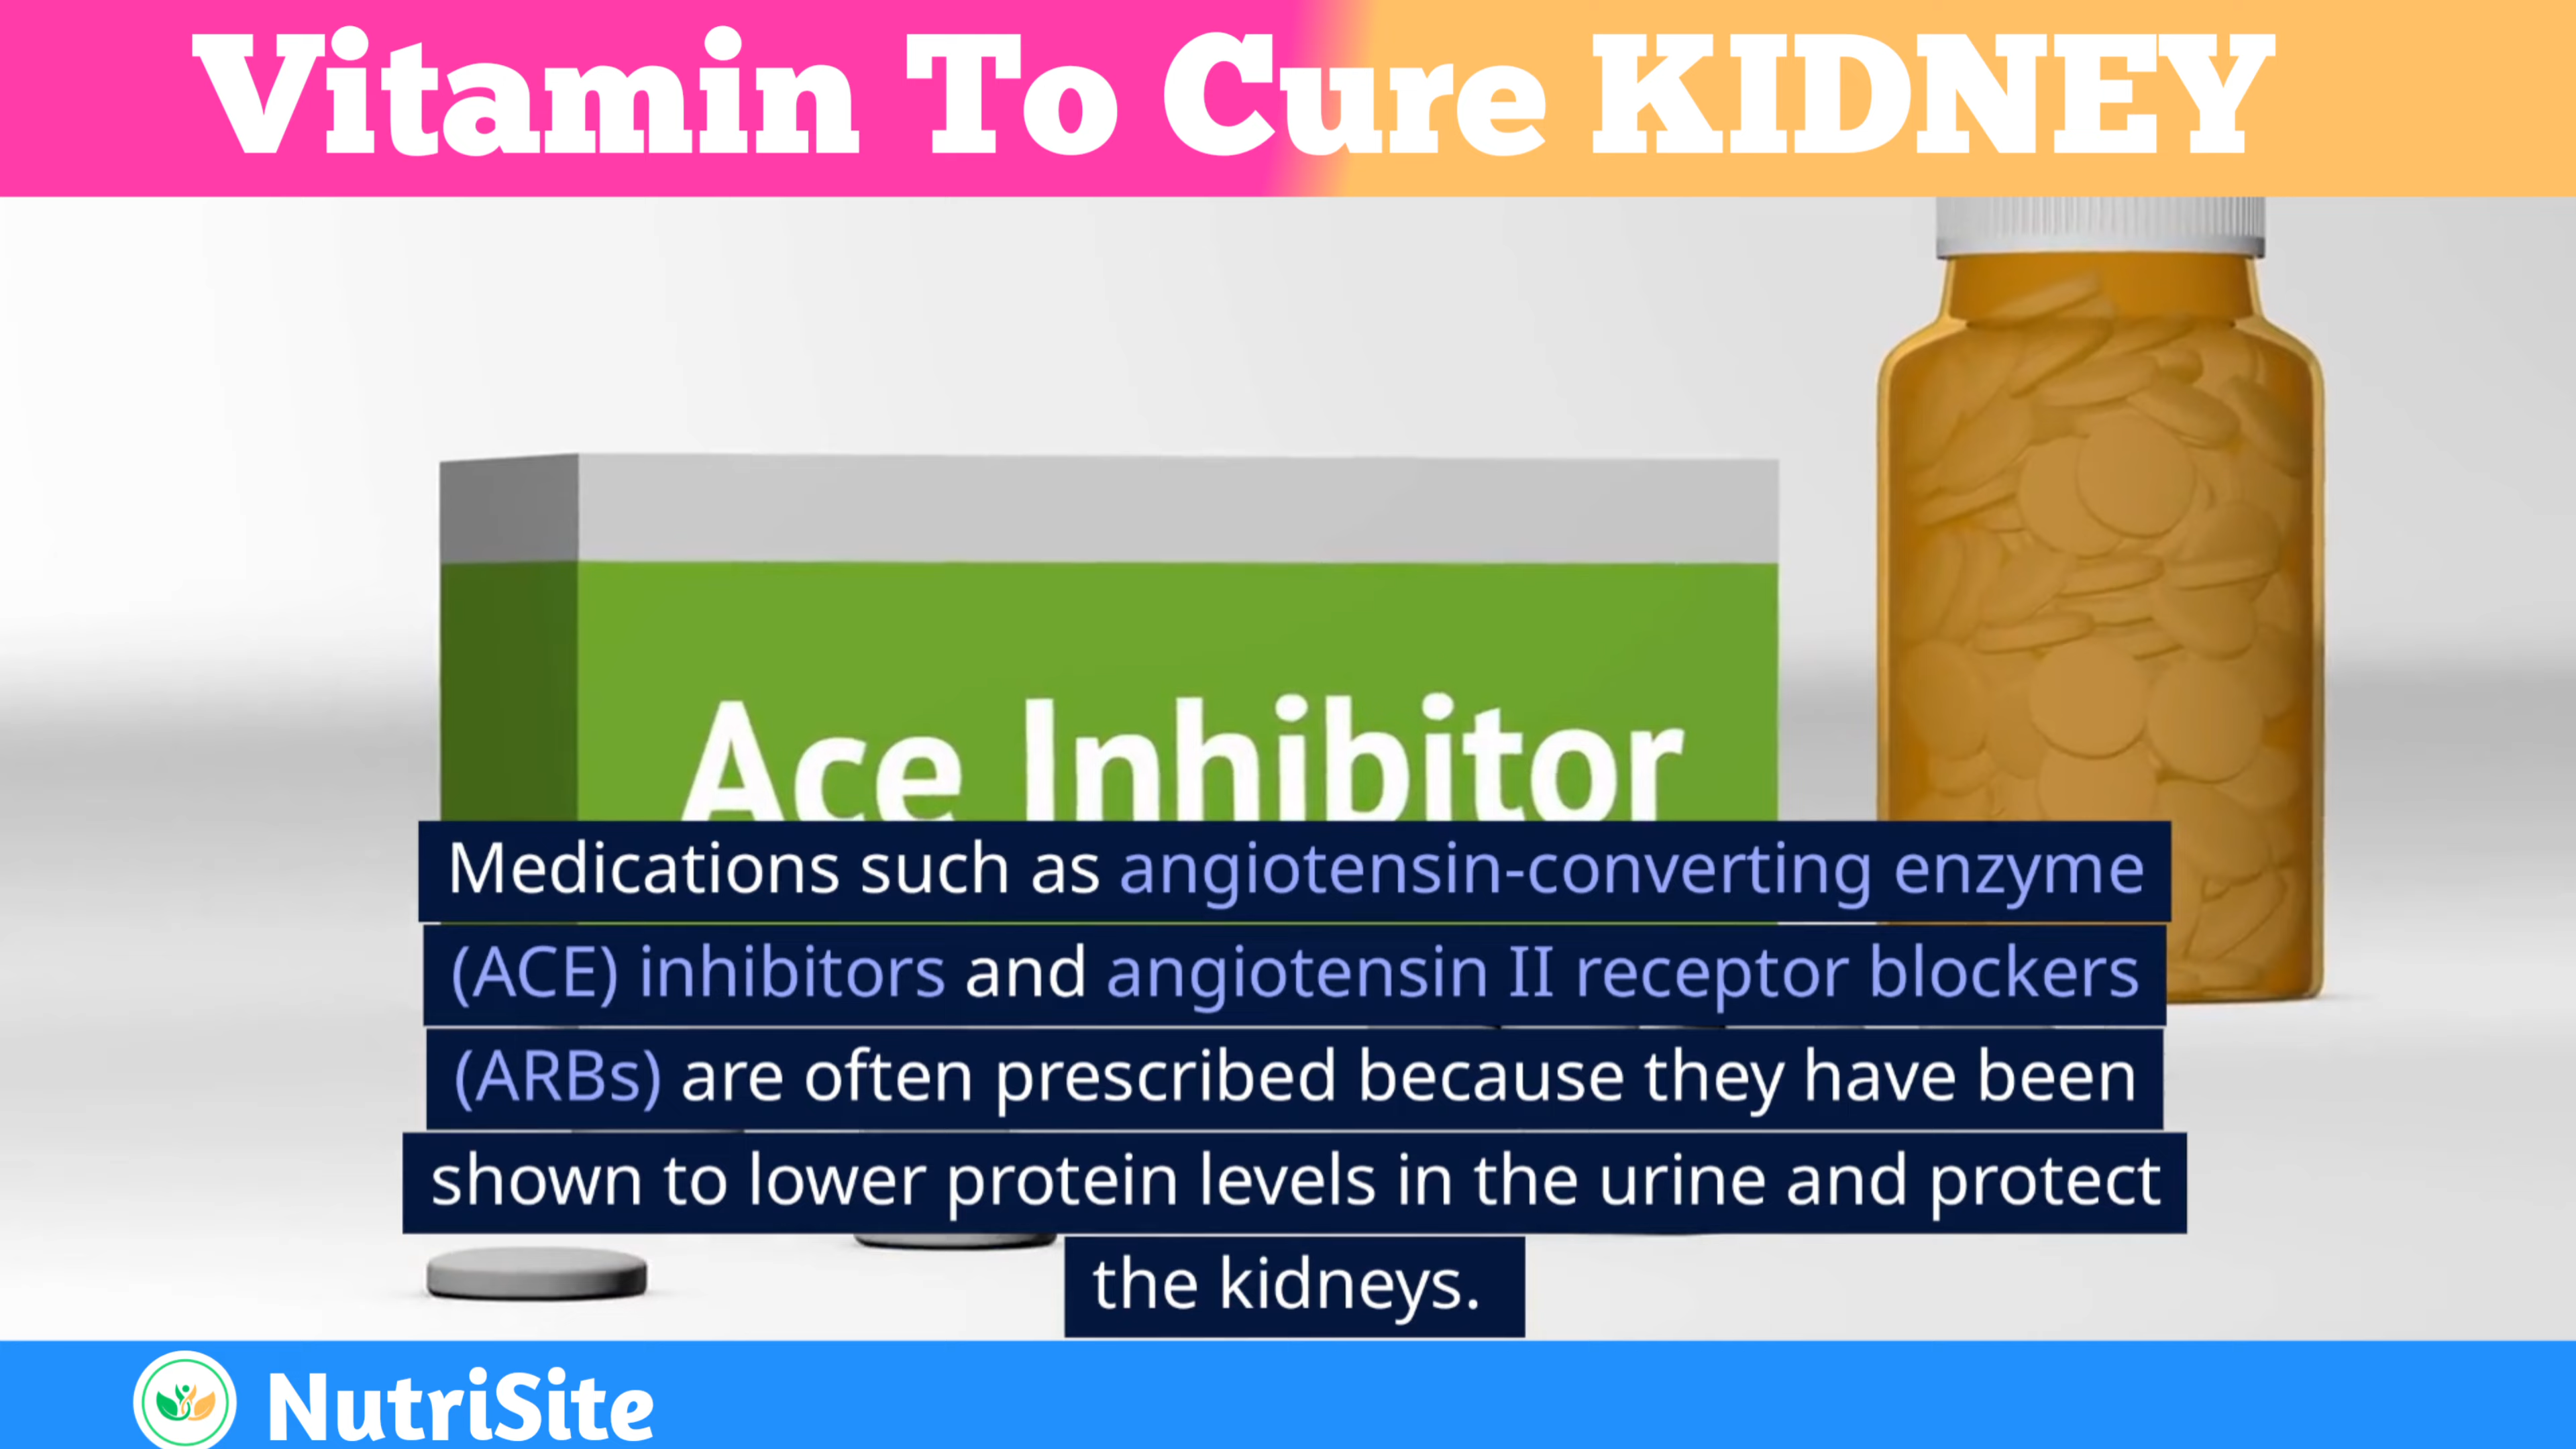 Vitamin To Cure KIDNEY
Ace Inhibitor
Medications such as angiotensin-converting enzyme
(ACE) inhibitors and angiotensin II receptor blockers
(ARBs) are often prescribed because they have been
shown to lower protein levels in the urine and protect
the kidneys.
NutriSite